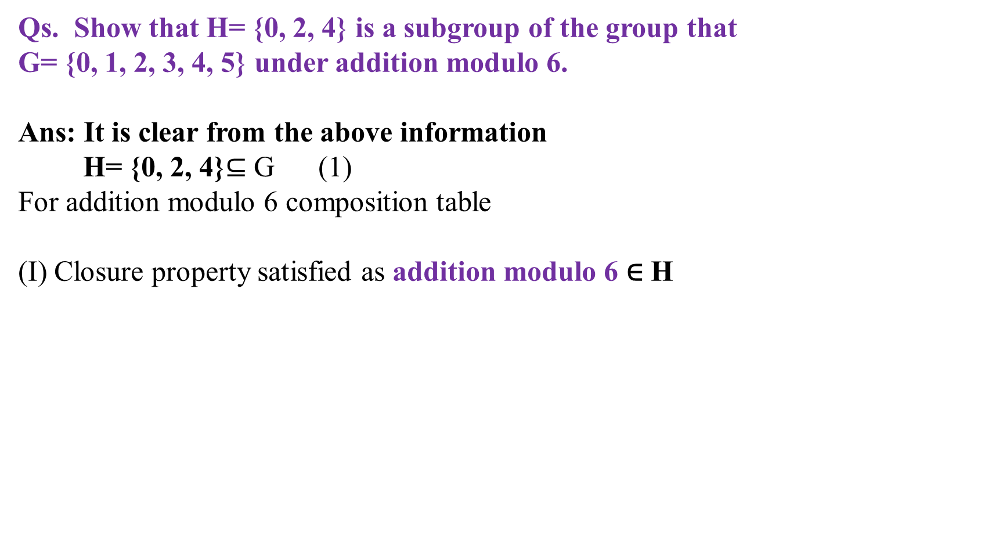 Qs. Show that H= {0, 2, 4} is a subgroup of the group that
G= {0, 1, 2, 3, 4, 5} under addition modulo 6.
Ans: It is clear from the above information
H= {0, 2, 4}⊆ G (1)
For addition modulo 6 composition table
(I) Closure property satisfied as addition modulo 6 ∈ H